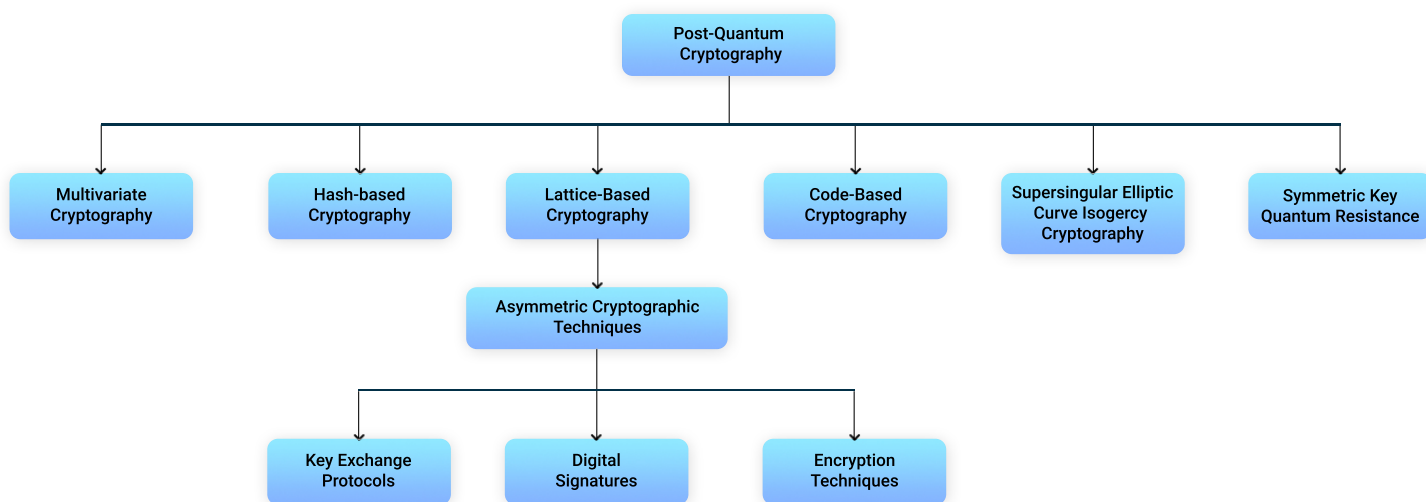 Post-Quantum
Cryptography
Multivariate
Cryptography
Hash-based
Cryptography
Lattice-Based
Cryptography
Code-Based
Cryptography
Supersingular Elliptic
Curve Isogercy
Cryptography
Symmetric Key
Quantum Resistance
Asymmetric Cryptographic
Techniques
Key Exchange
Protocols
Digital
Signatures
Encryption
Techniques